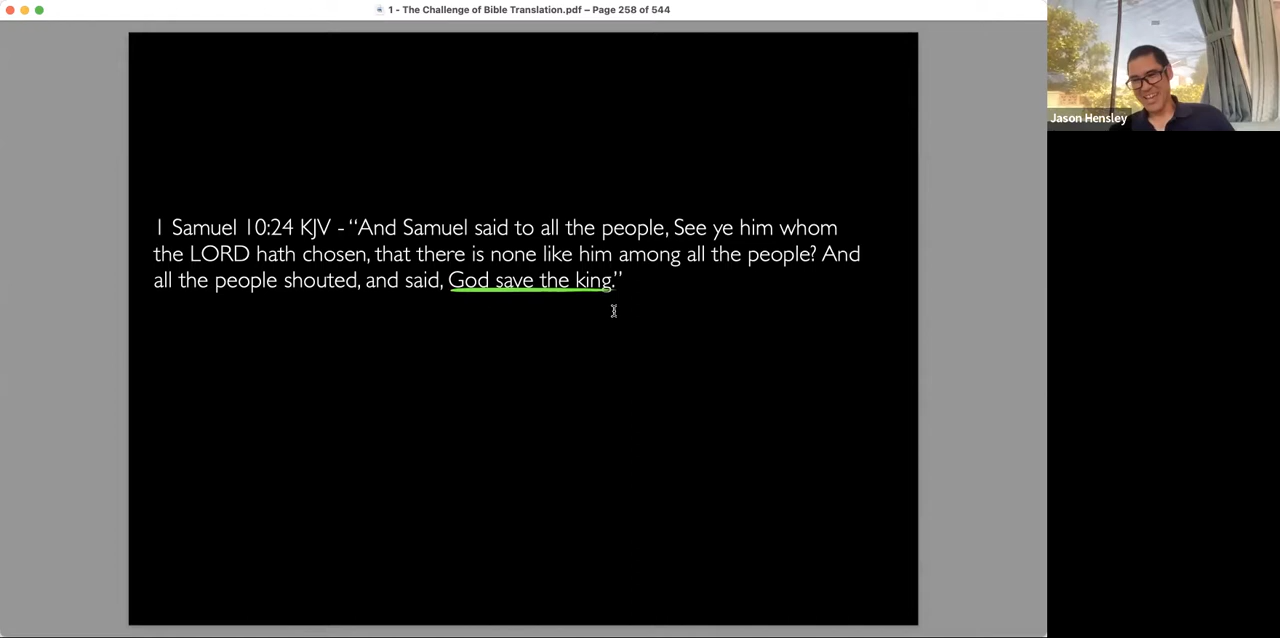 1 - The Challenge of Bible Translation.pdf – Page 258 of 544
Jason Hensley
1 Samuel 10:24 KJV - “And Samuel said to all the people, See ye him whom
the LORD hath chosen, that there is none like him among all the people? And
all the people shouted, and said, God save the king.”